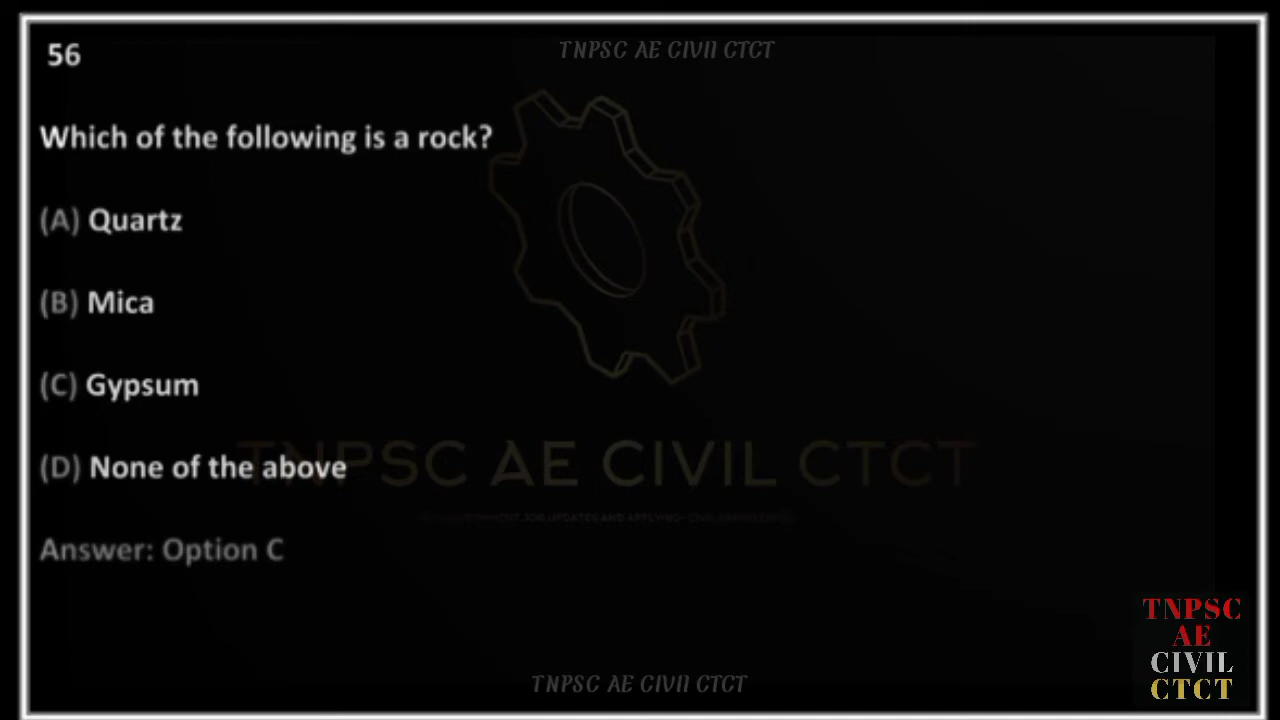 TNPSC AE CIVIL CTCT
56
Which of the following is a rock?
(A) Quartz
(B) Mica
(C) Gypsum
(D) None of the above
TNPSC AE CIVIL CTCT
Answer: Option C
TNPSC
AE
CIVIL
CTCT
TNPSC AE CIVIL CTCT